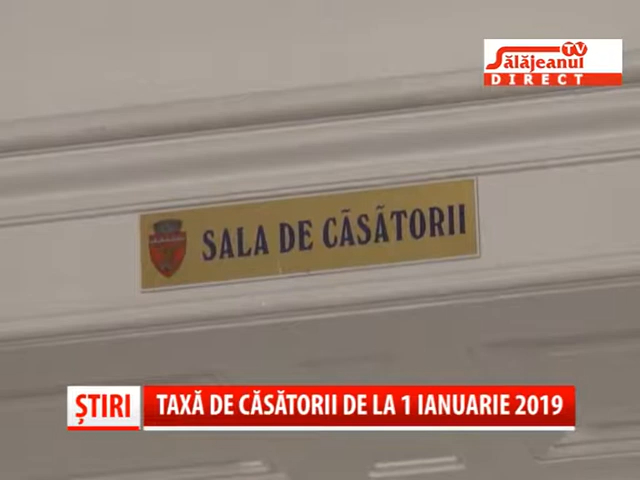 Sălăjeanul TV
DIRECT
SALA DE CĂSĂTORII
ȘTIRI
TAXĂ DE CĂSĂTORII DE LA 1 IANUARIE 2019